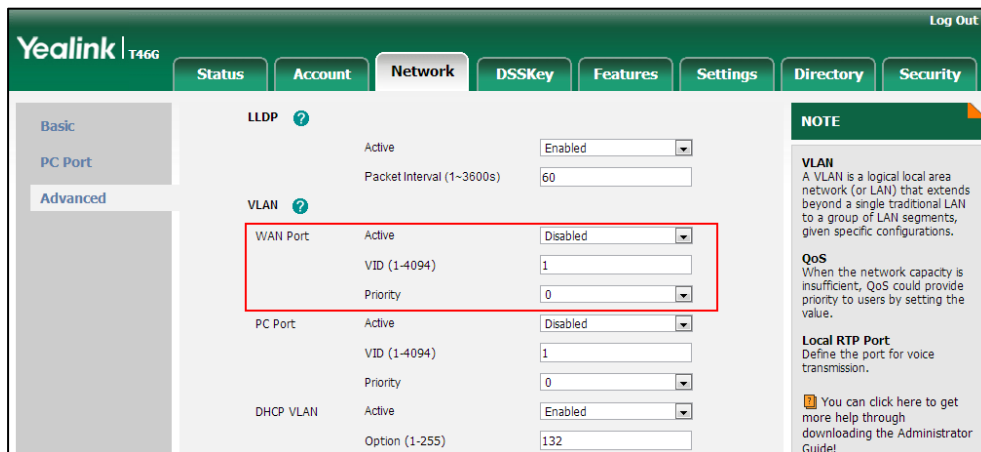 Log Out
Yealink | T46G
Status Account Network DSSKey Features Settings Directory Security
Basic
PC Port
Advanced
LLDP ?
Active Enabled
Packet Interval (1~3600s) 60
VLAN ?
WAN Port Active Disabled
VID (1-4094) 1
Priority 0
PC Port Active Disabled
VID (1-4094) 1
Priority 0
DHCP VLAN Active Enabled
Option (1-255) 132
NOTE
VLAN
A VLAN is a logical local area
network (or LAN) that extends
beyond a single traditional LAN
to a group of LAN segments,
given specific configurations.
QoS
When the network capacity is
insufficient, QoS could provide
priority to users by setting the
value.
Local RTP Port
Define the port for voice
transmission.
? You can click here to get
more help through
downloading the Administrator
Guide!